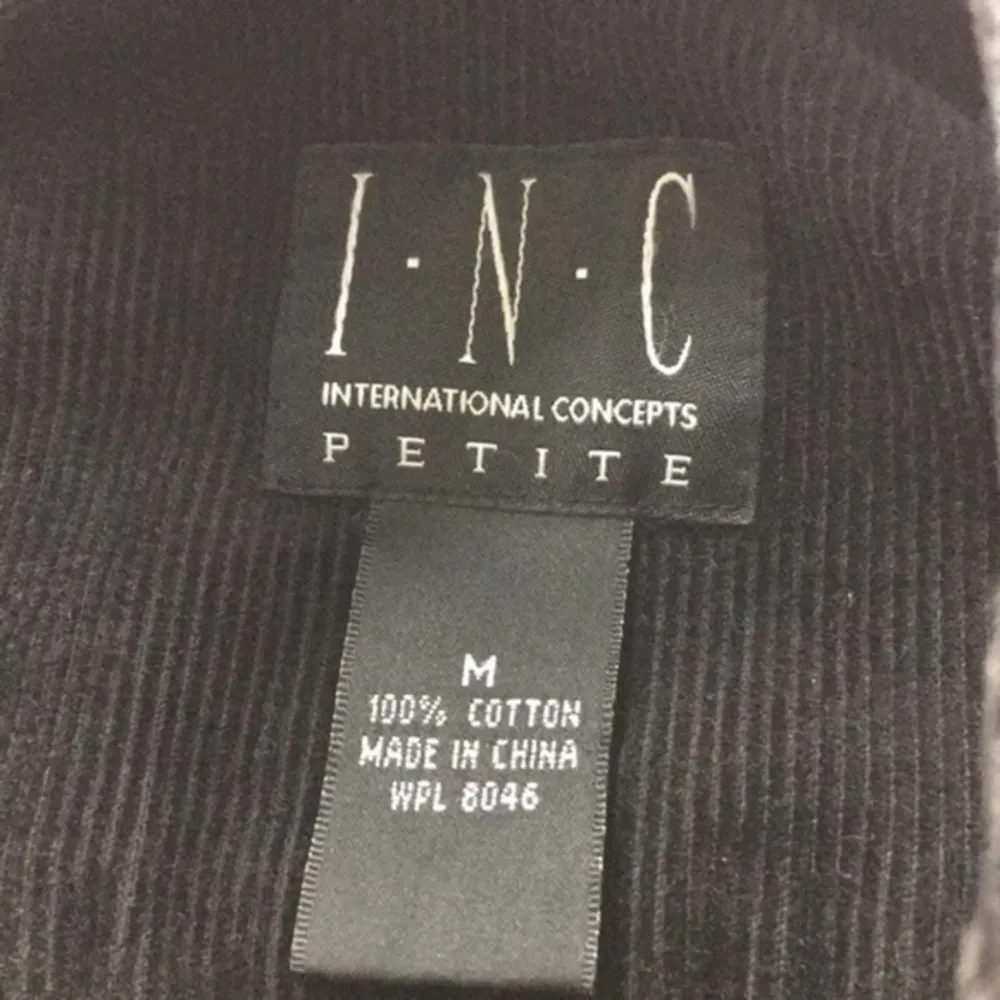 I·N·C
INTERNATIONAL CONCEPTS
PETITE
M
100% COTTON
MADE IN CHINA
WPL 8046